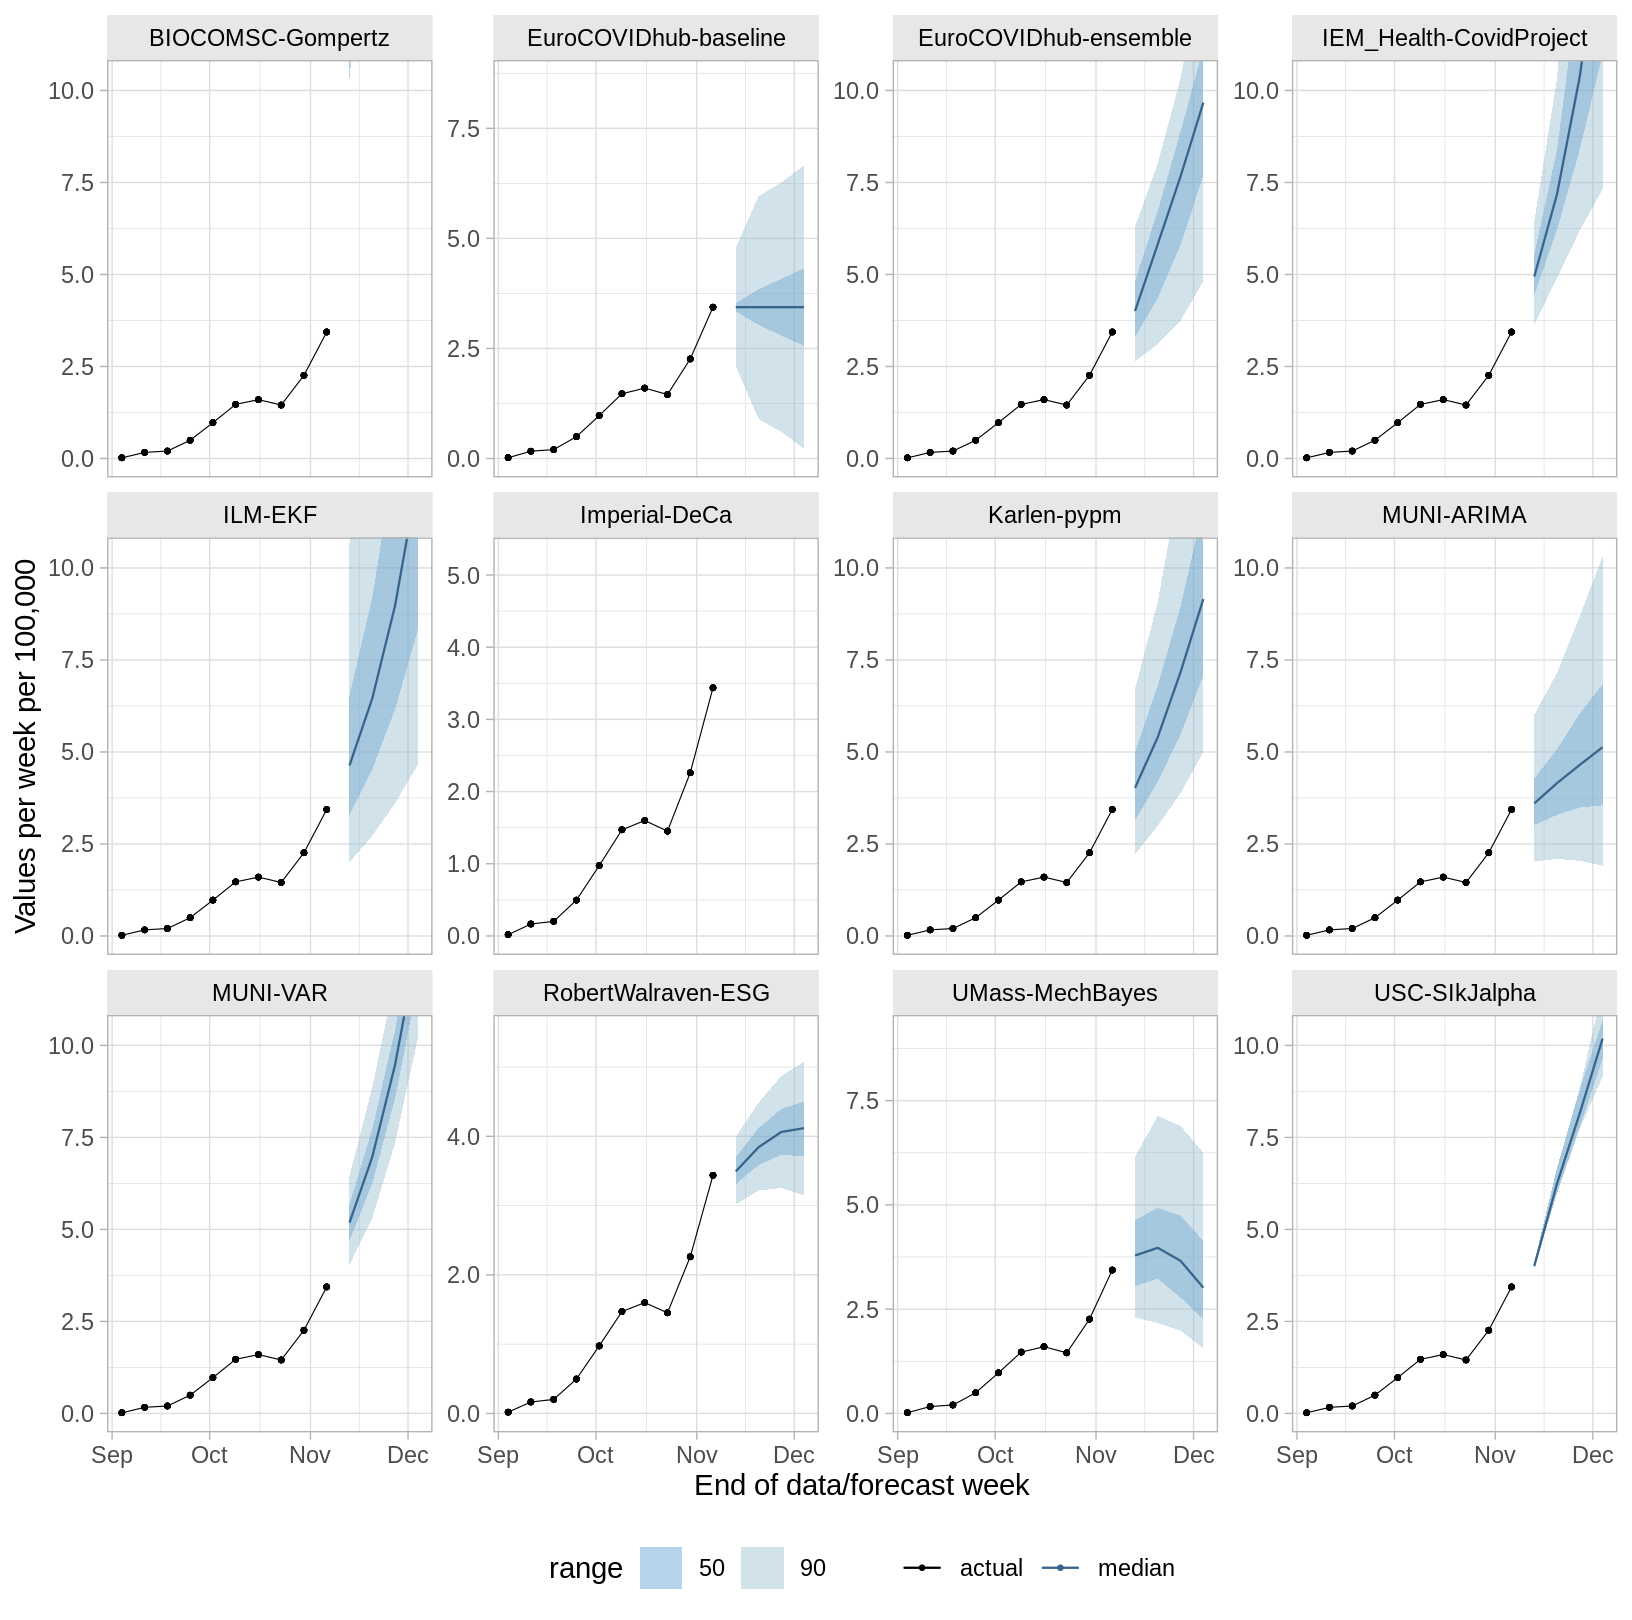 BIOCOMSC-Gompertz EuroCOVIDhub-baseline EuroCOVIDhub-ensemble IEM_Health-CovidProject
10.0 7.5 5.0 2.5 0.0
7.5 5.0 2.5 0.0
10.0 7.5 5.0 2.5 0.0
10.0 7.5 5.0 2.5 0.0
ILM-EKF Imperial-DeCa Karlen-pypm MUNI-ARIMA
10.0 7.5 5.0 2.5 0.0
5.0 4.0 3.0 2.0 1.0 0.0
10.0 7.5 5.0 2.5 0.0
10.0 7.5 5.0 2.5 0.0
Values per week per 100,000
MUNI-VAR RobertWalraven-ESG UMass-MechBayes USC-SIkJalpha
10.0 7.5 5.0 2.5 0.0
4.0 2.0 0.0
7.5 5.0 2.5 0.0
10.0 7.5 5.0 2.5 0.0
Sep Oct Nov Dec Sep Oct Nov Dec Sep Oct Nov Dec Sep Oct Nov Dec
End of data/forecast week
range 50 90 actual median